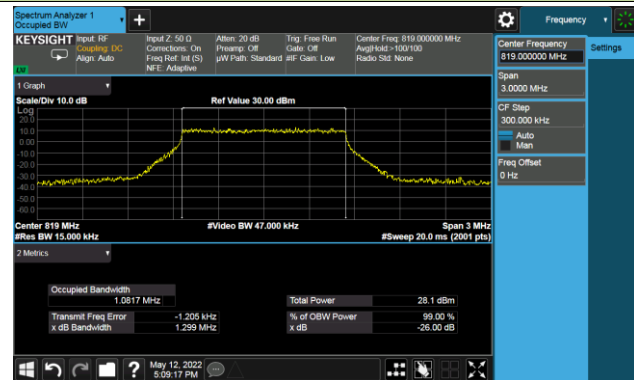 Spectrum Analyzer 1
Occupied BW
Frequency
KEYSIGHT
Input: RF
Coupling: DC
Align: Auto
Input Z: 50 Ω
Corrections: On
Freq Ref: Int (S)
NFE: Adaptive
Atten: 20 dB
Preamp: Off
µW Path: Standard
Trig: Free Run
Gate: Off
#IF Gain: Low
Center Freq: 819.000000 MHz
Avg|Hold:>100/100
Radio Std: None
Center Frequency
819.000000 MHz
Settings
Span
3.0000 MHz
CF Step
300.000 kHz
Auto
Man
Freq Offset
0 Hz
1 Graph
Scale/Div 10.0 dB
Ref Value 30.00 dBm
Log
20.0
10.0
0.00
-10.0
-20.0
-30.0
-40.0
-50.0
-60.0
Center 819 MHz
#Video BW 47.000 kHz
Span 3 MHz
#Res BW 15.000 kHz
#Sweep 20.0 ms (2001 pts)
2 Metrics
Occupied Bandwidth
1.0817 MHz
Total Power
28.1 dBm
Transmit Freq Error
-1.205 kHz
% of OBW Power
99.00 %
x dB Bandwidth
1.299 MHz
x dB
-26.00 dB
May 12, 2022
5:09:17 PM